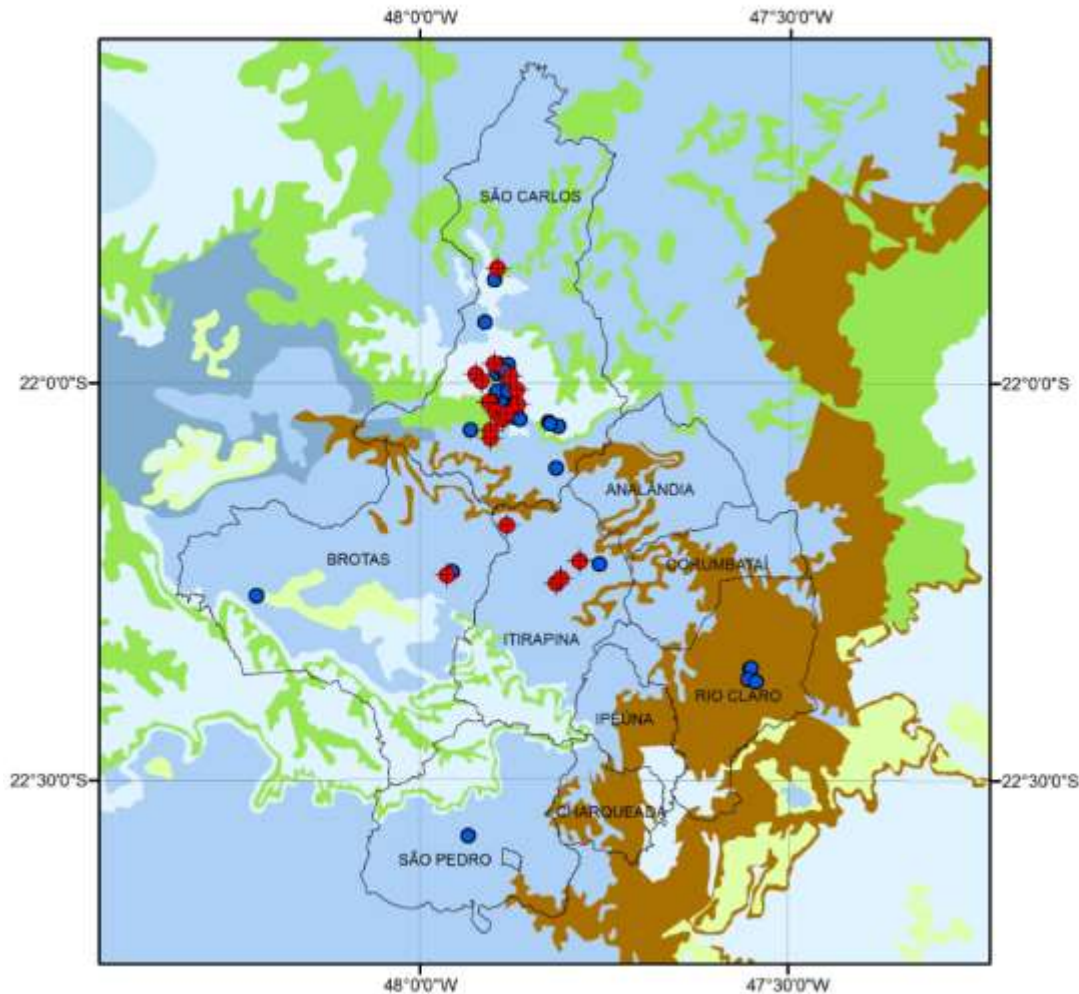 48°0'0"W
47°30'0"W
SÃO CARLOS
22°0'0"S
22°0'0"S
ANALÂNDIA
BROTAS
CORUMBATAÍ
ITIRAPINA
RIO CLARO
IPEÚNA
22°30'0"S
22°30'0"S
CHARQUEADA
SÃO PEDRO
48°0'0"W
47°30'0"W